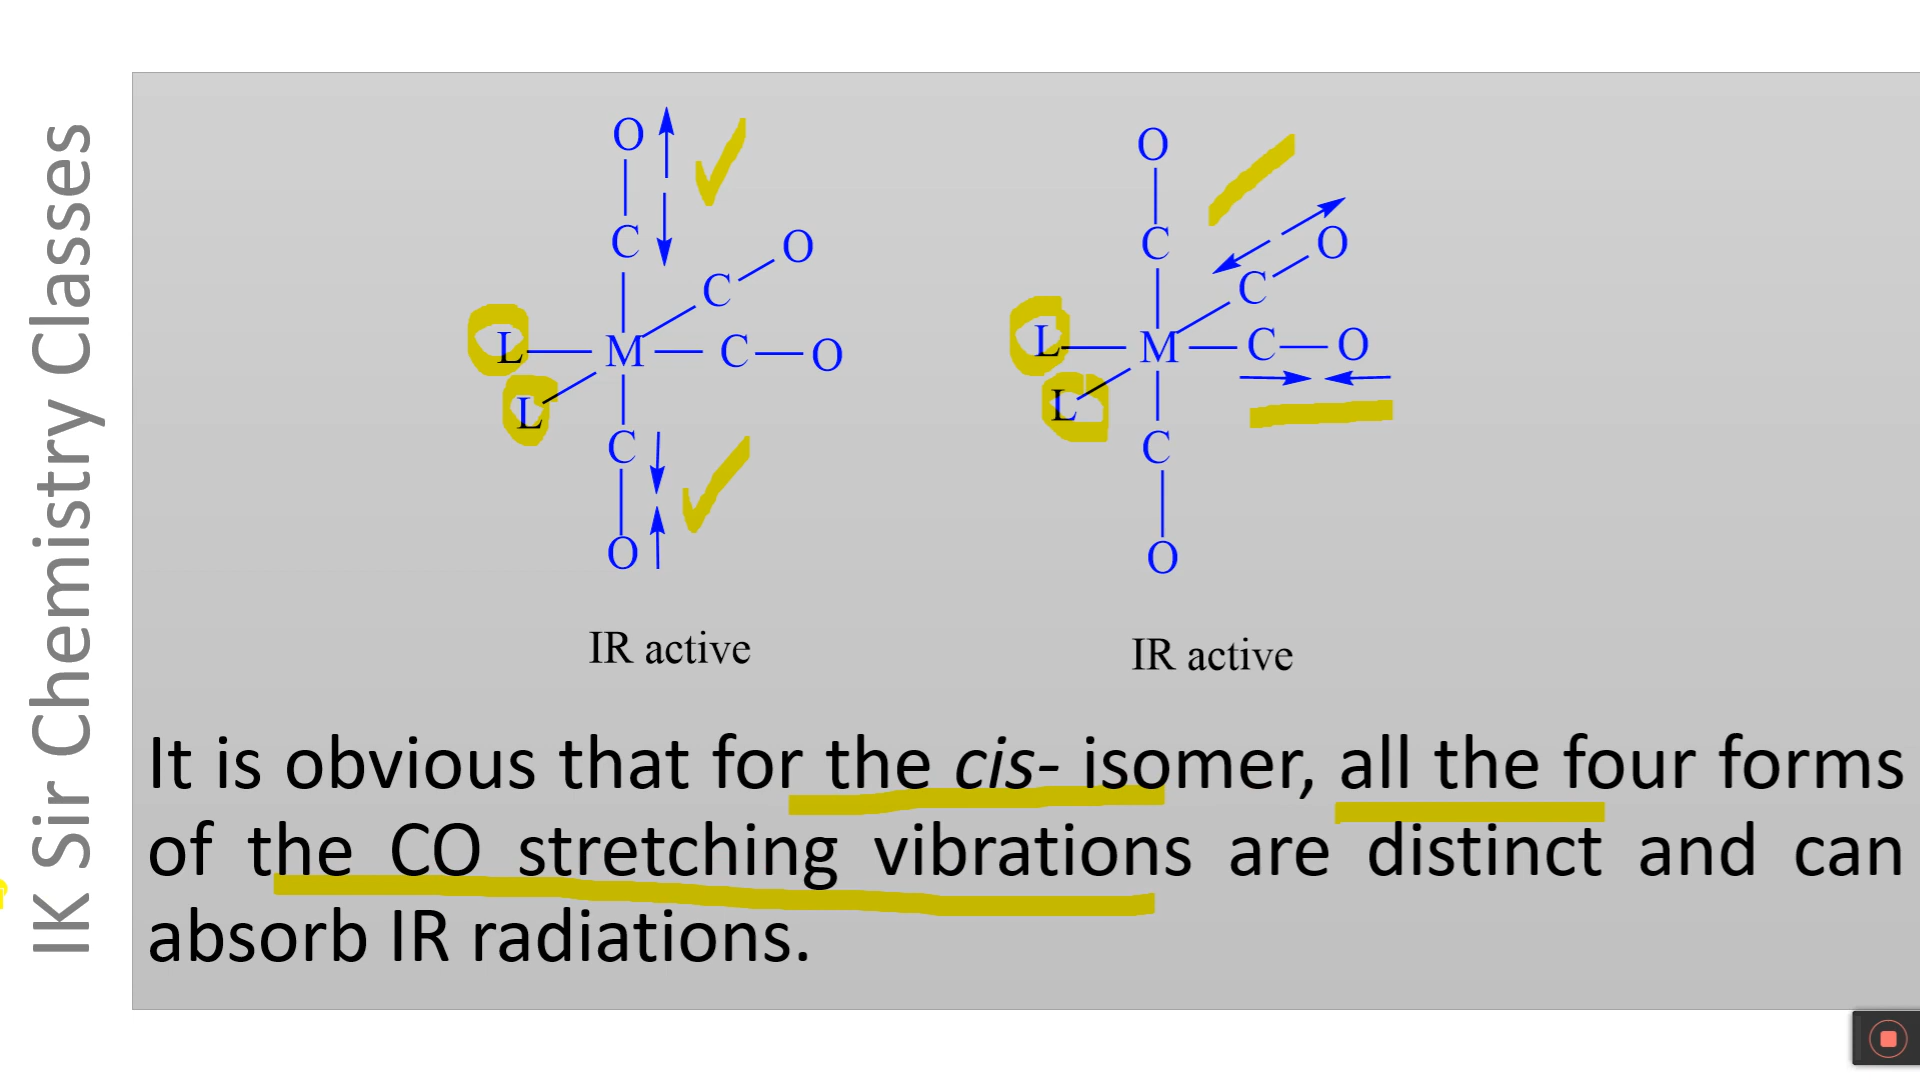 IK Sir Chemistry Classes
O
O
C
C
O
L
M
C
O
L
C
O
IR active
O
C
O
C
L
M
C
O
L
C
O
IR active
It is obvious that for the cis- isomer, all the four forms
of the CO stretching vibrations are distinct and can
absorb IR radiations.